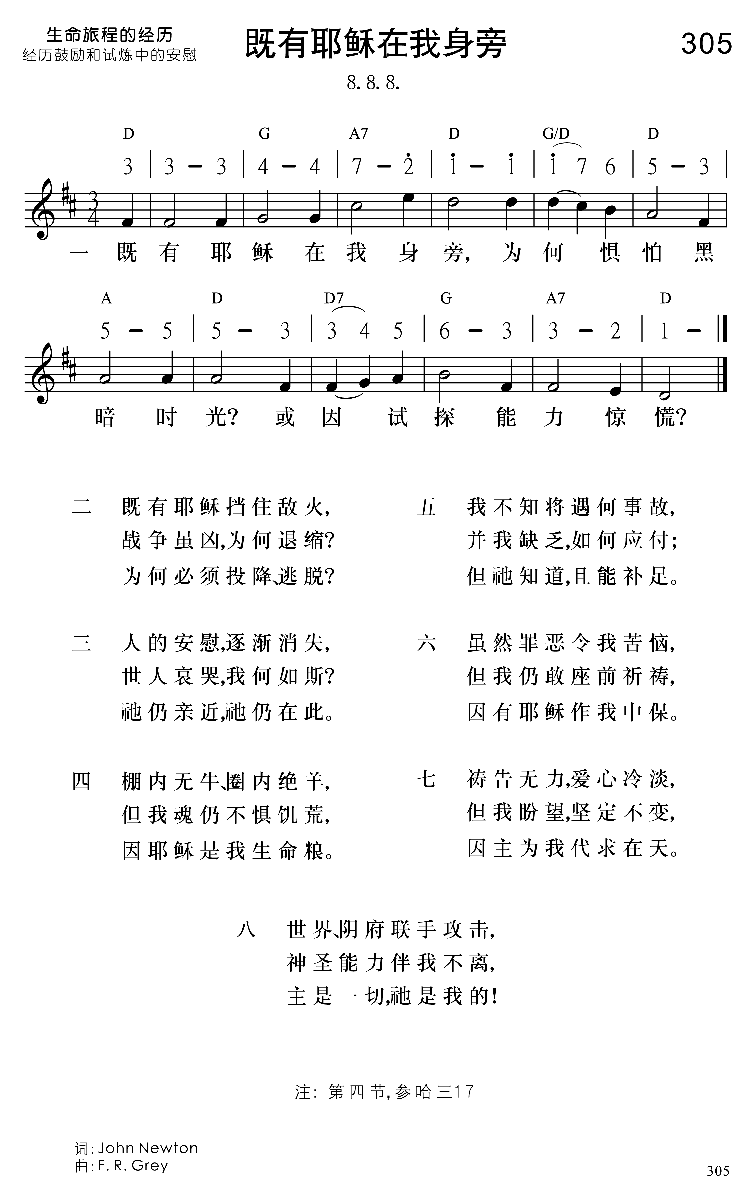 生命旅程的经历
经历鼓励和试炼中的安慰
既有耶稣在我身旁
305
8. 8. 8.
D G A7 D G/D D
3 | 3 – 3 | 4 – 4 | 7 – 2̇ | 1̇ – 1̇ | 1̇ 7 6 | 5 – 3 |
3/4
一 既有耶稣在我身旁,为何惧怕黑
A D D7 G A7 D
5 – 5 | 5 – 3 | 3 4 5 | 6 – 3 | 3 – 2 | 1 – ‖
暗时光?或因试探能力惊慌?
二 既有耶稣挡住敌火,
战争虽凶,为何退缩?
为何必须投降、逃脱?
三 人的安慰,逐渐消失,
世人哀哭,我何如斯?
祂仍亲近,祂仍在此。
四 棚内无牛、圈内绝羊,
但我魂仍不惧饥荒,
因耶稣是我生命粮。
五 我不知将遇何事故,
并我缺乏,如何应付;
但祂知道,且能补足。
六 虽然罪恶令我苦恼,
但我仍敢座前祈祷,
因有耶稣作我中保。
七 祷告无力,爱心冷淡,
但我盼望,坚定不变,
因主为我代求在天。
八 世界、阴府联手攻击,
神圣能力伴我不离,
主是一切,祂是我的!
注: 第四节,参哈三17
词: John Newton
曲: F. R. Grey
305